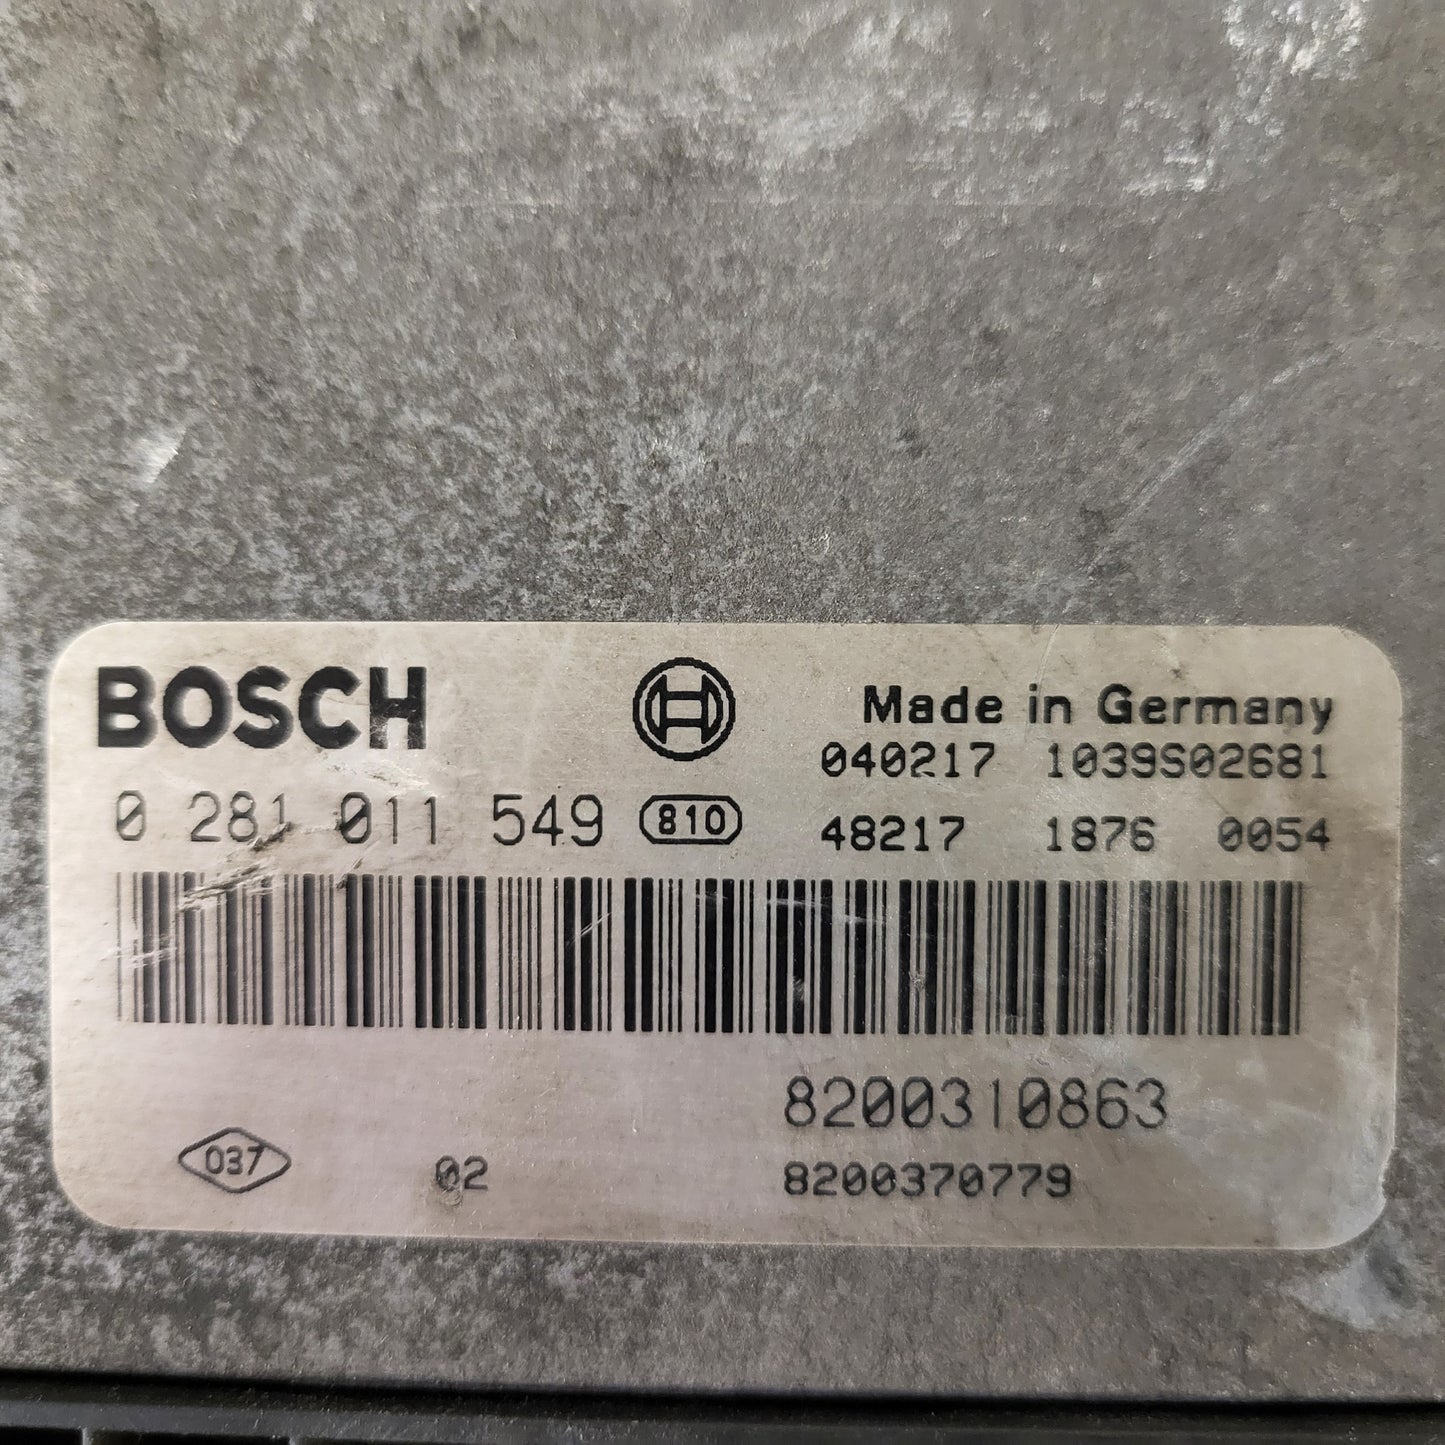 BOSCH
Made in Germany
040217 1039S02681
0 281 011 549 810
48217 1876 0054
8200310863
037 02 8200370779